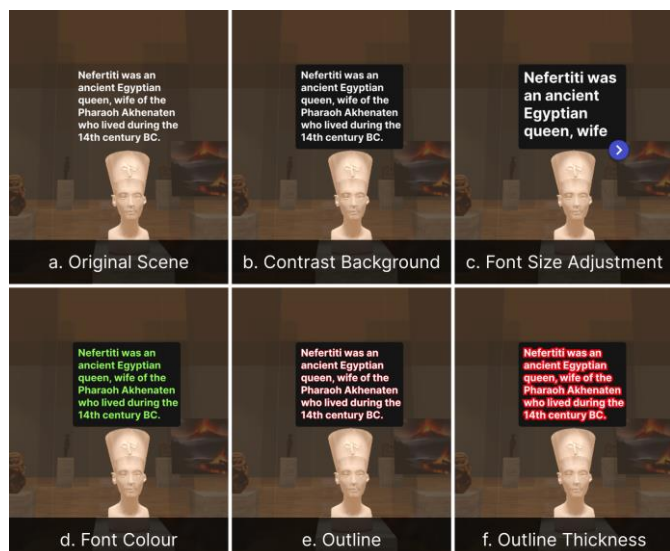 Nefertiti was an
ancient Egyptian
queen, wife of the
Pharaoh Akhenaten
who lived during the
14th century BC.
a. Original Scene
Nefertiti was an
ancient Egyptian
queen, wife of the
Pharaoh Akhenaten
who lived during the
14th century BC.
b. Contrast Background
Nefertiti was
an ancient
Egyptian
queen, wife
c. Font Size Adjustment
Nefertiti was an
ancient Egyptian
queen, wife of the
Pharaoh Akhenaten
who lived during the
14th century BC.
d. Font Colour
Nefertiti was an
ancient Egyptian
queen, wife of the
Pharaoh Akhenaten
who lived during the
14th century BC.
e. Outline
Nefertiti was an
ancient Egyptian
queen, wife of the
Pharaoh Akhenaten
who lived during the
14th century BC.
f. Outline Thickness